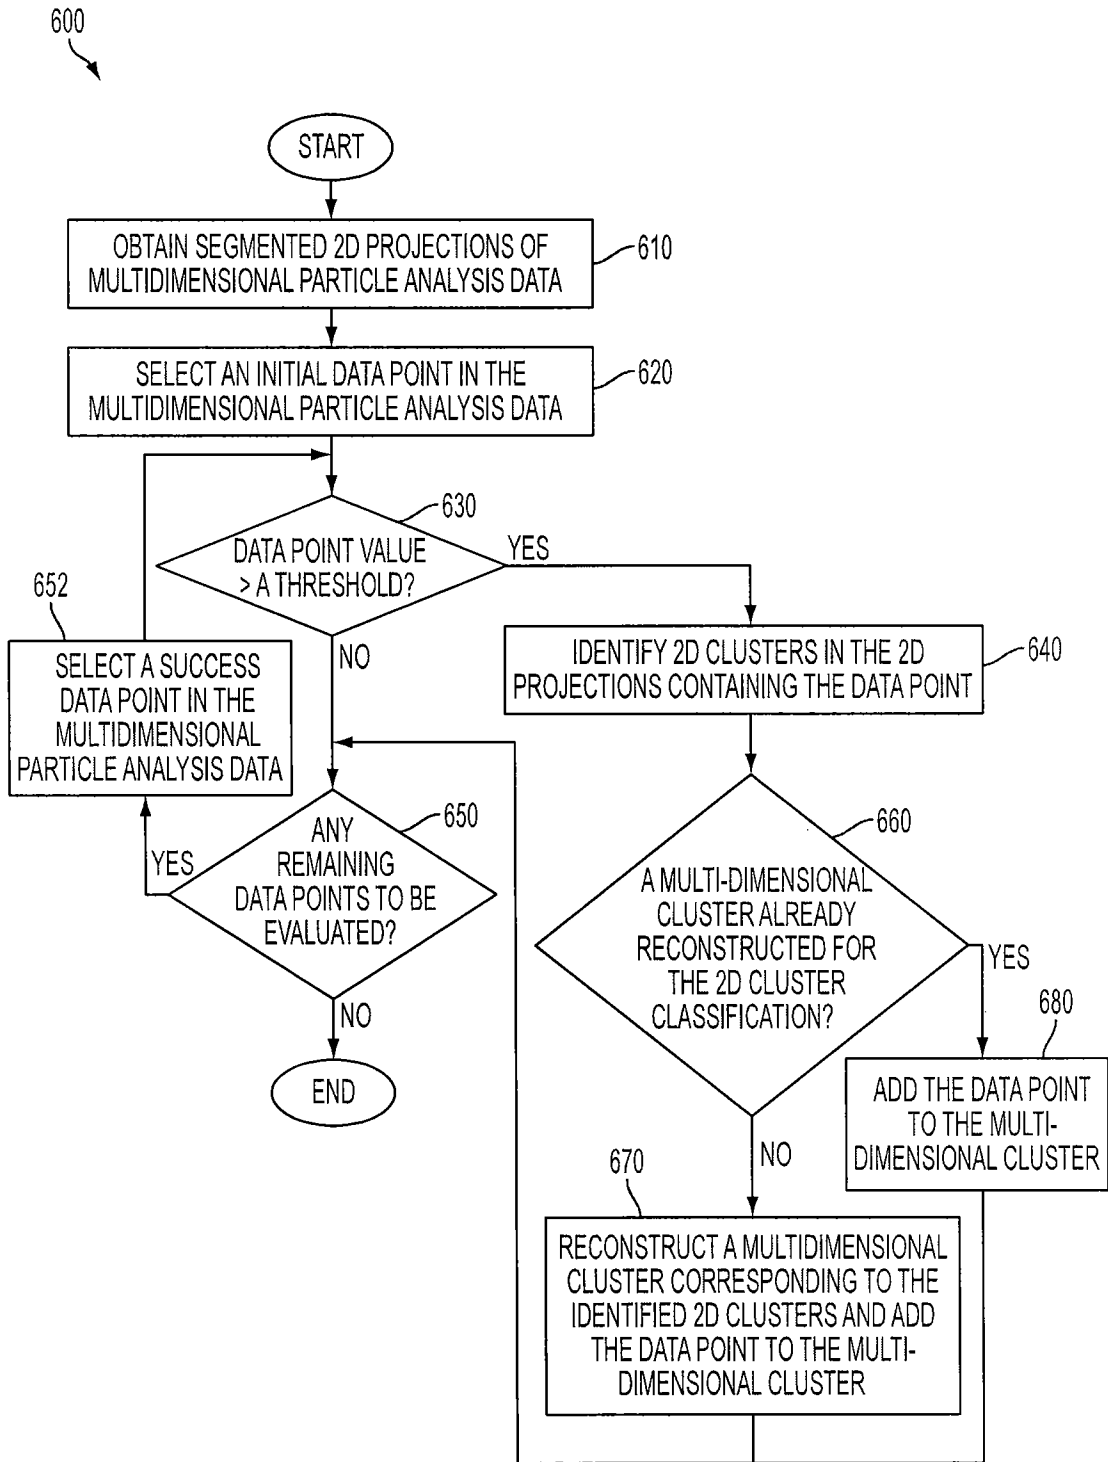 600
START
OBTAIN SEGMENTED 2D PROJECTIONS OF
MULTIDIMENSIONAL PARTICLE ANALYSIS DATA
610
SELECT AN INITIAL DATA POINT IN THE
MULTIDIMENSIONAL PARTICLE ANALYSIS DATA
620
630
DATA POINT VALUE
> A THRESHOLD?
YES
NO
652
SELECT A SUCCESS
DATA POINT IN THE
MULTIDIMENSIONAL
PARTICLE ANALYSIS DATA
IDENTIFY 2D CLUSTERS IN THE 2D
PROJECTIONS CONTAINING THE DATA POINT
640
650
ANY
REMAINING
DATA POINTS TO BE
EVALUATED?
YES
NO
END
660
A MULTI-DIMENSIONAL
CLUSTER ALREADY
RECONSTRUCTED FOR
THE 2D CLUSTER
CLASSIFICATION?
YES
NO
680
ADD THE DATA POINT
TO THE MULTI-
DIMENSIONAL CLUSTER
670
RECONSTRUCT A MULTIDIMENSIONAL
CLUSTER CORRESPONDING TO THE
IDENTIFIED 2D CLUSTERS AND ADD
THE DATA POINT TO THE MULTI-
DIMENSIONAL CLUSTER